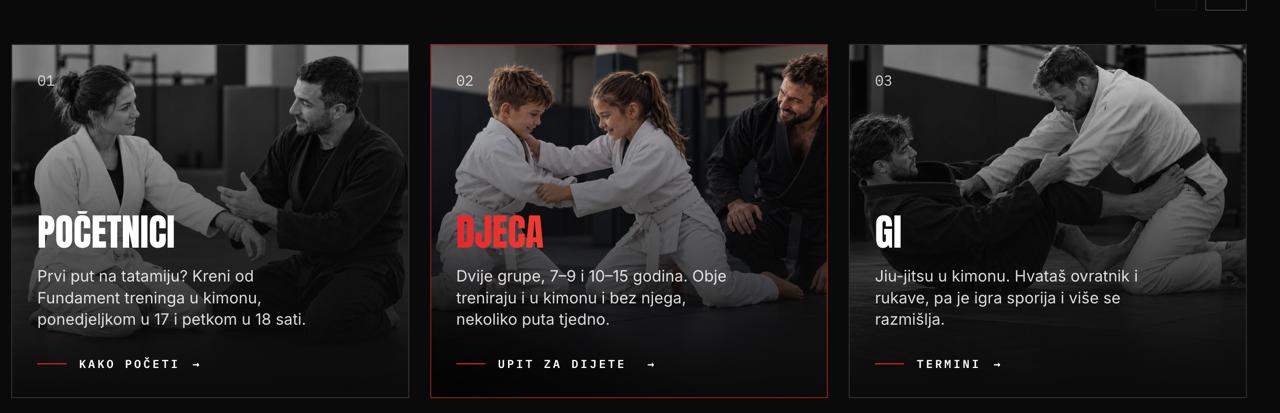 01
POČETNICI
Prvi put na tatamiju? Kreni od
Fundament treninga u kimonu,
ponedjeljkom u 17 i petkom u 18 sati.
KAKO POČETI →
02
DJECA
Dvije grupe, 7–9 i 10–15 godina. Obje
treniraju i u kimonu i bez njega,
nekoliko puta tjedno.
UPIT ZA DIJETE →
03
GI
Jiu-jitsu u kimonu. Hvataš ovratnik i
rukave, pa je igra sporija i više se
razmišlja.
TERMINI →